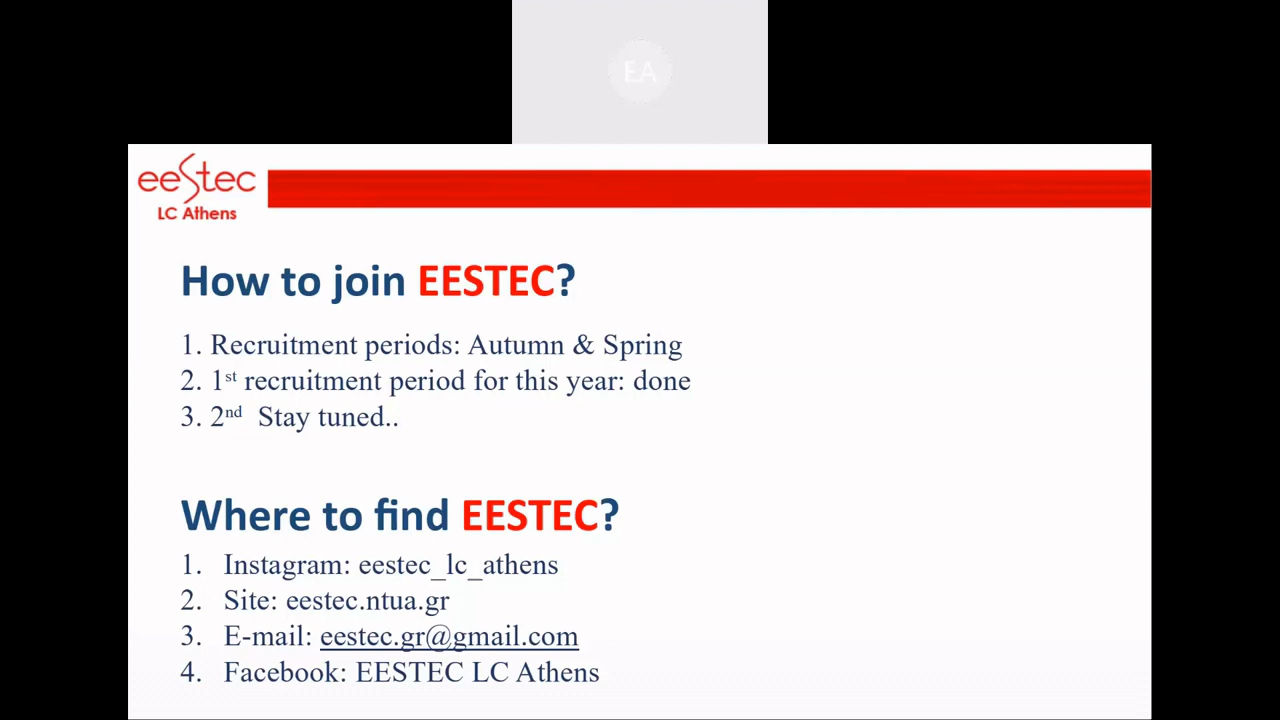 EA
eestec
LC Athens
How to join EESTEC?
1. Recruitment periods: Autumn & Spring
2. 1st recruitment period for this year: done
3. 2nd Stay tuned..
Where to find EESTEC?
1. Instagram: eestec_lc_athens
2. Site: eestec.ntua.gr
3. E-mail: eestec.gr@gmail.com
4. Facebook: EESTEC LC Athens